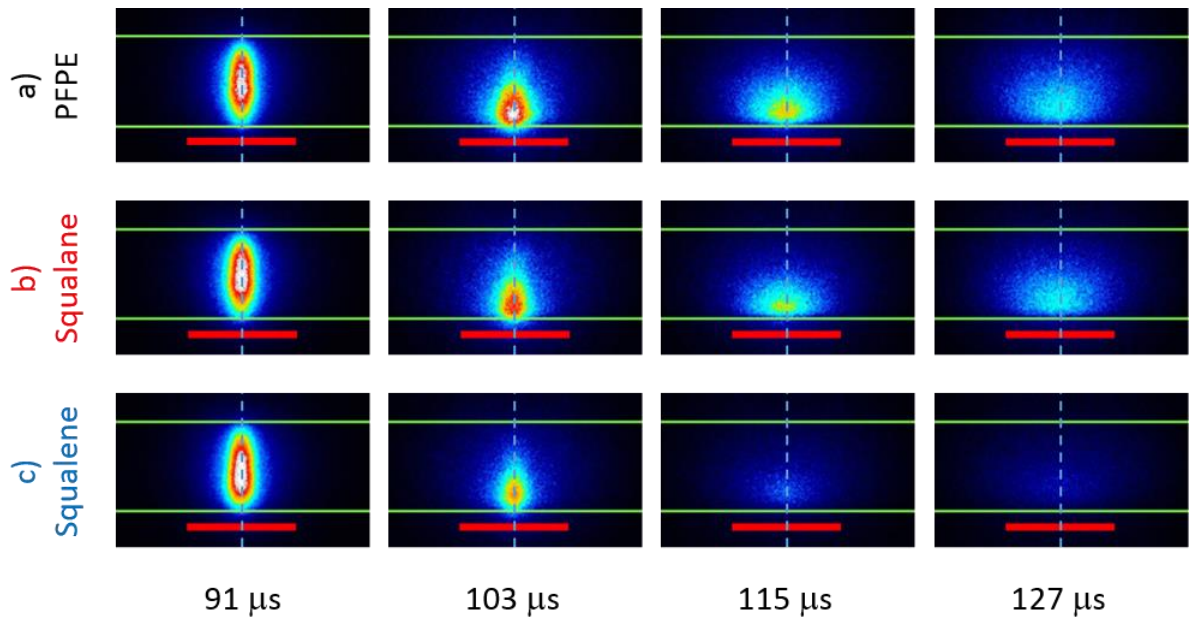 a)
PFPE
b)
Squalane
c)
Squalene
91 μs
103 μs
115 μs
127 μs